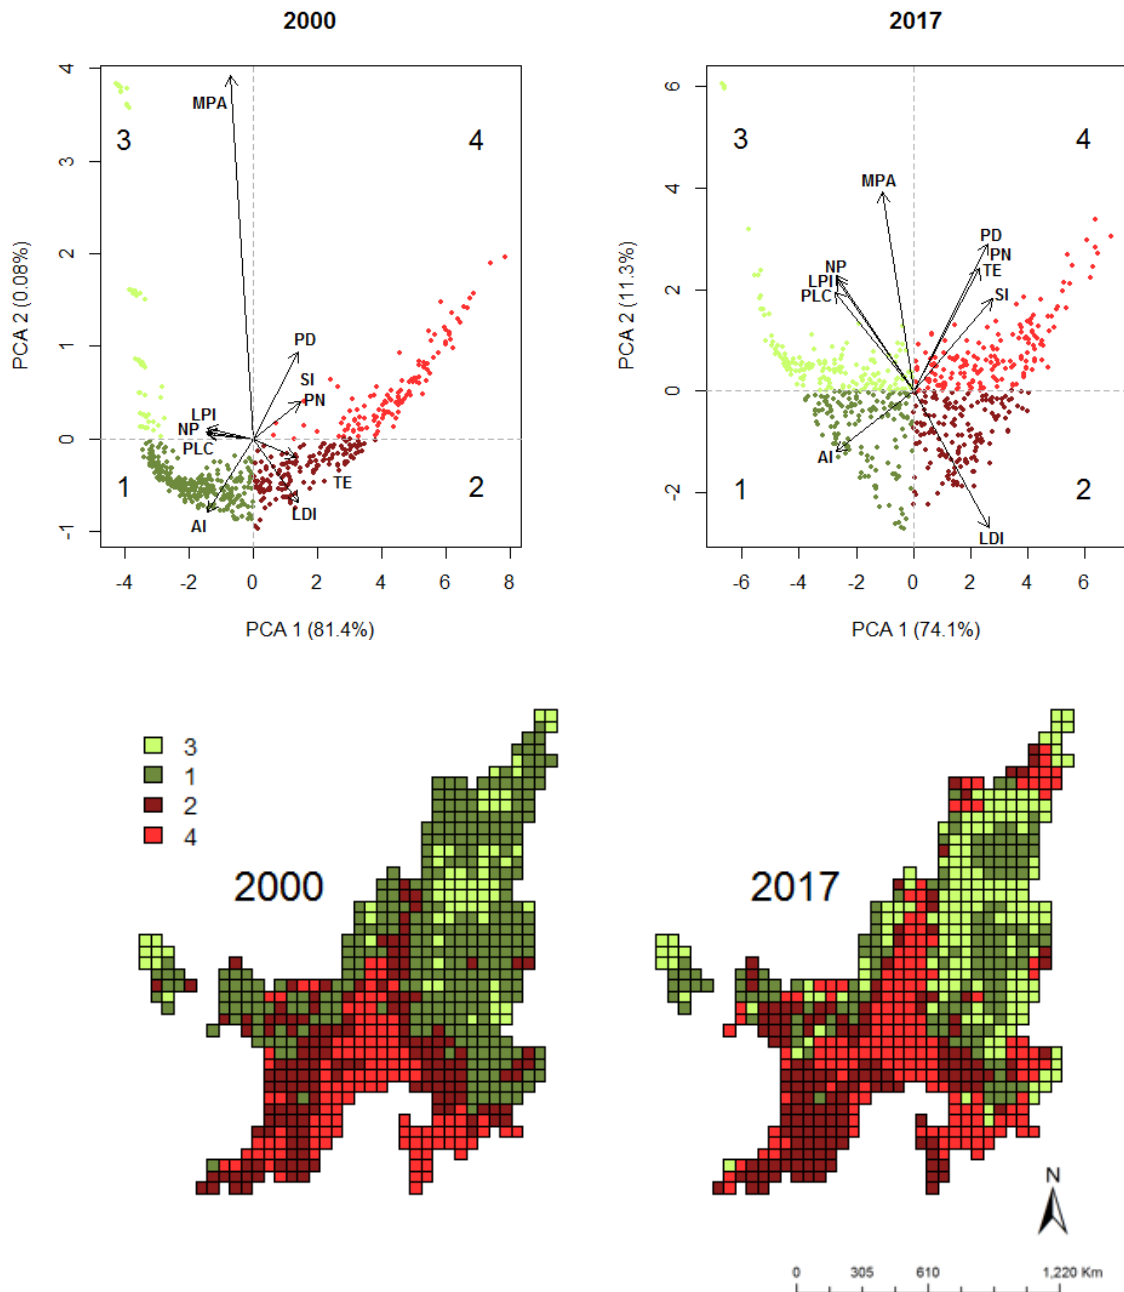 2000
2017
4
3
2
1
0
-1
PCA 2 (0.08%)
MPA
3
4
PD
SI
PN
LPI
NP
PLC
1
2
TE
AI
LDI
-4
-2
0
2
4
6
8
PCA 1 (81.4%)
6
4
2
0
-2
PCA 2 (11.3%)
3
4
MPA
PD
PN
NP
TE
LPI
SI
PLC
AI
1
2
LDI
-6
-4
-2
0
2
4
6
PCA 1 (74.1%)
3
1
2
4
2000
2017
N
0 305 610 1,220 Km